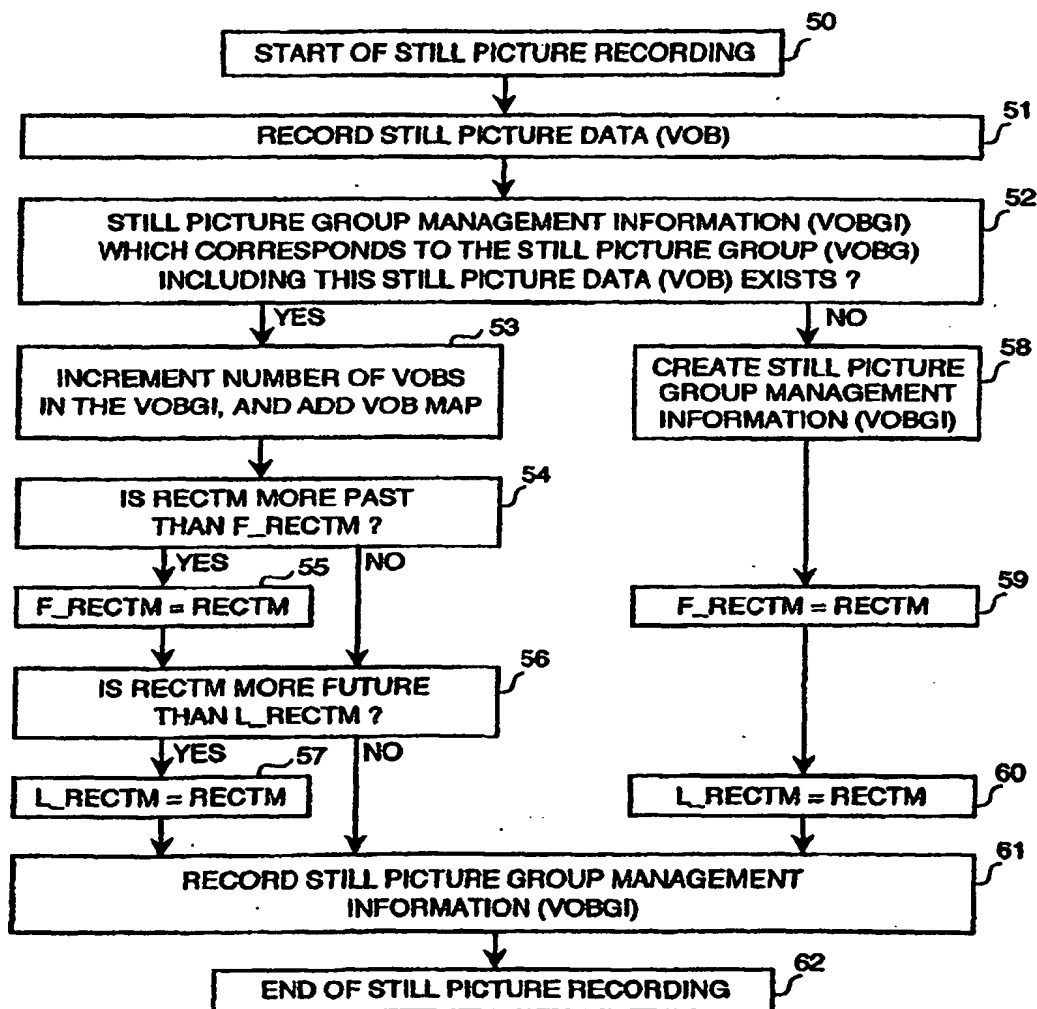 50
START OF STILL PICTURE RECORDING
51
RECORD STILL PICTURE DATA (VOB)
52
STILL PICTURE GROUP MANAGEMENT INFORMATION (VOBGI)
WHICH CORRESPONDS TO THE STILL PICTURE GROUP (VOBG)
INCLUDING THIS STILL PICTURE DATA (VOB) EXISTS ?
YES
NO
53
INCREMENT NUMBER OF VOBS
IN THE VOBGI, AND ADD VOB MAP
58
CREATE STILL PICTURE
GROUP MANAGEMENT
INFORMATION (VOBGI)
54
IS RECTM MORE PAST
THAN F_RECTM ?
YES
NO
55
F_RECTM = RECTM
59
F_RECTM = RECTM
56
IS RECTM MORE FUTURE
THAN L_RECTM ?
YES
NO
57
L_RECTM = RECTM
60
L_RECTM = RECTM
61
RECORD STILL PICTURE GROUP MANAGEMENT
INFORMATION (VOBGI)
62
END OF STILL PICTURE RECORDING